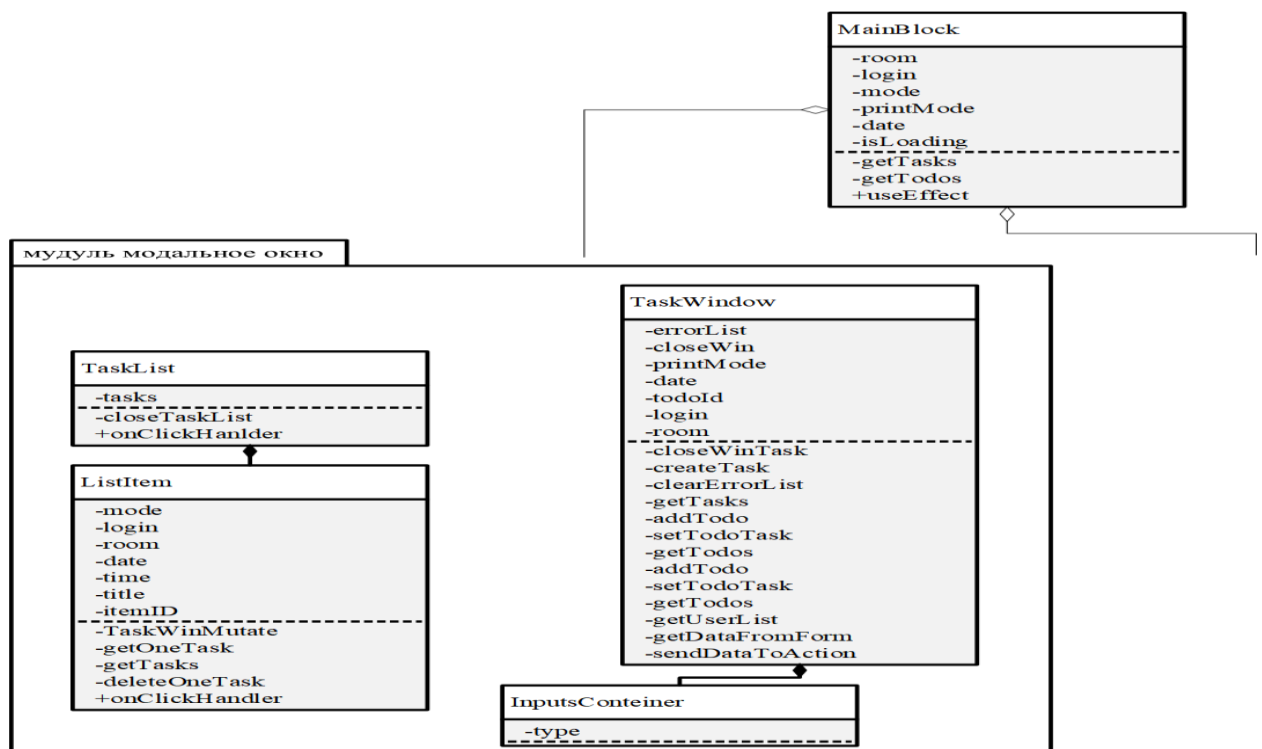 MainBlock
-room
-login
-mode
-printMode
-date
-isLoading
-getTasks
-getTodos
+useEffect
мудуль модальное окно
TaskList
-tasks
-closeTaskList
+onClickHanlder
ListItem
-mode
-login
-room
-date
-time
-title
-itemID
-TaskWinMutate
-getOneTask
-getTasks
-deleteOneTask
+onClickHandler
TaskWindow
-errorList
-closeWin
-printMode
-date
-todoId
-login
-room
-closeWinTask
-createTask
-clearErrorList
-getTasks
-addTodo
-setTodoTask
-getTodos
-addTodo
-setTodoTask
-getTodos
-getUserList
-getDataFromForm
-sendDataToAction
InputsConteiner
-type